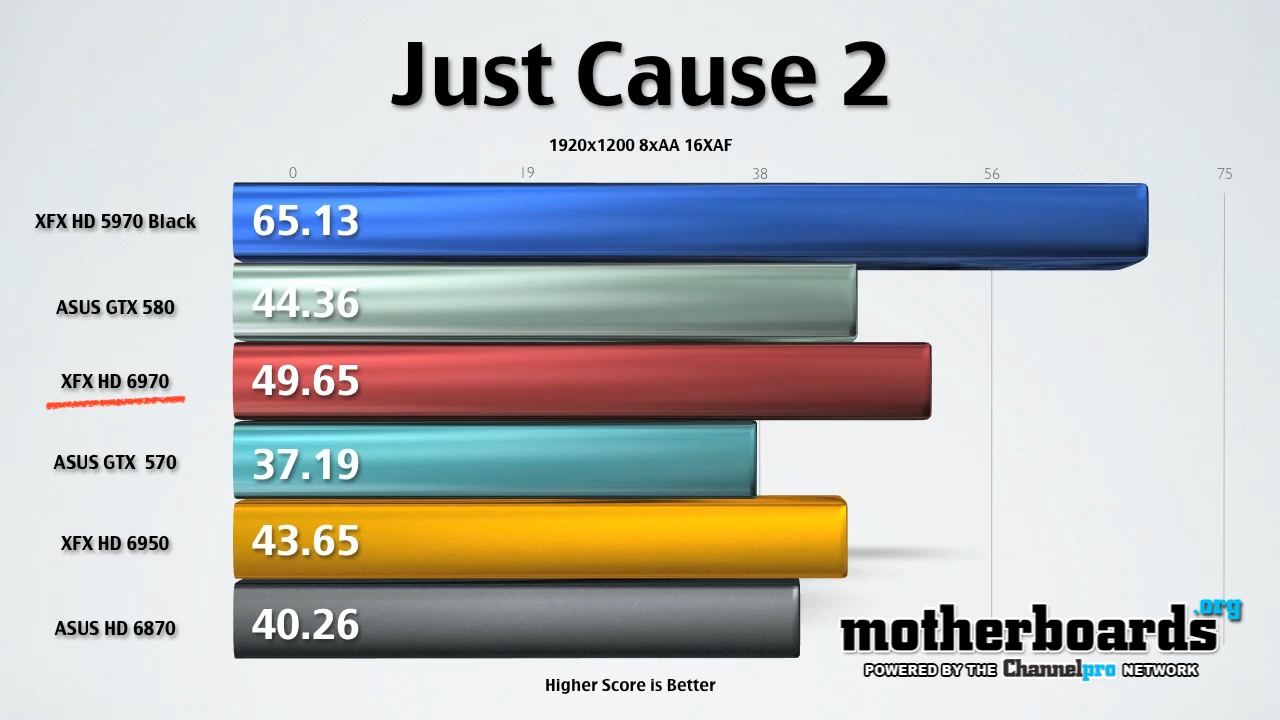 Just Cause 2
1920x1200 8xAA 16XAF
0 19 38 56 75
XFX HD 5970 Black 65.13
ASUS GTX 580 44.36
XFX HD 6970 49.65
ASUS GTX  570 37.19
XFX HD 6950 43.65
ASUS HD 6870 40.26
motherboards.org
POWERED BY THE Channelpro NETWORK
Higher Score is Better